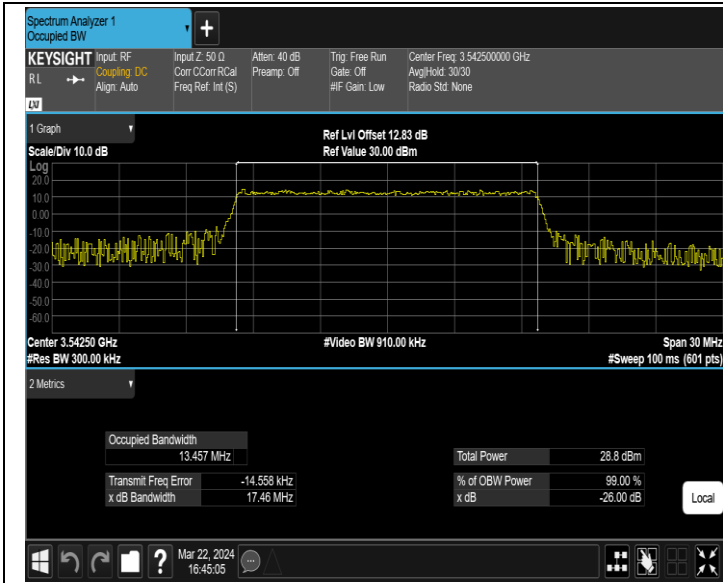 Spectrum Analyzer 1
Occupied BW
+
KEYSIGHT
RL
LXI
Input: RF
Coupling: DC
Align: Auto
Input Z: 50 Ω
Corr CCorr RCal
Freq Ref: Int (S)
Atten: 40 dB
Preamp: Off
Trig: Free Run
Gate: Off
#IF Gain: Low
Center Freq: 3.542500000 GHz
Avg|Hold: 30/30
Radio Std: None
1 Graph
Scale/Div 10.0 dB
Ref Lvl Offset 12.83 dB
Ref Value 30.00 dBm
Log
20.0
10.0
0.00
-10.0
-20.0
-30.0
-40.0
-50.0
-60.0
Center 3.54250 GHz
#Video BW 910.00 kHz
Span 30 MHz
#Res BW 300.00 kHz
#Sweep 100 ms (601 pts)
2 Metrics
Occupied Bandwidth
13.457 MHz
Transmit Freq Error -14.558 kHz
x dB Bandwidth 17.46 MHz
Total Power 28.8 dBm
% of OBW Power 99.00 %
x dB -26.00 dB
Local
?
Mar 22, 2024
16:45:05